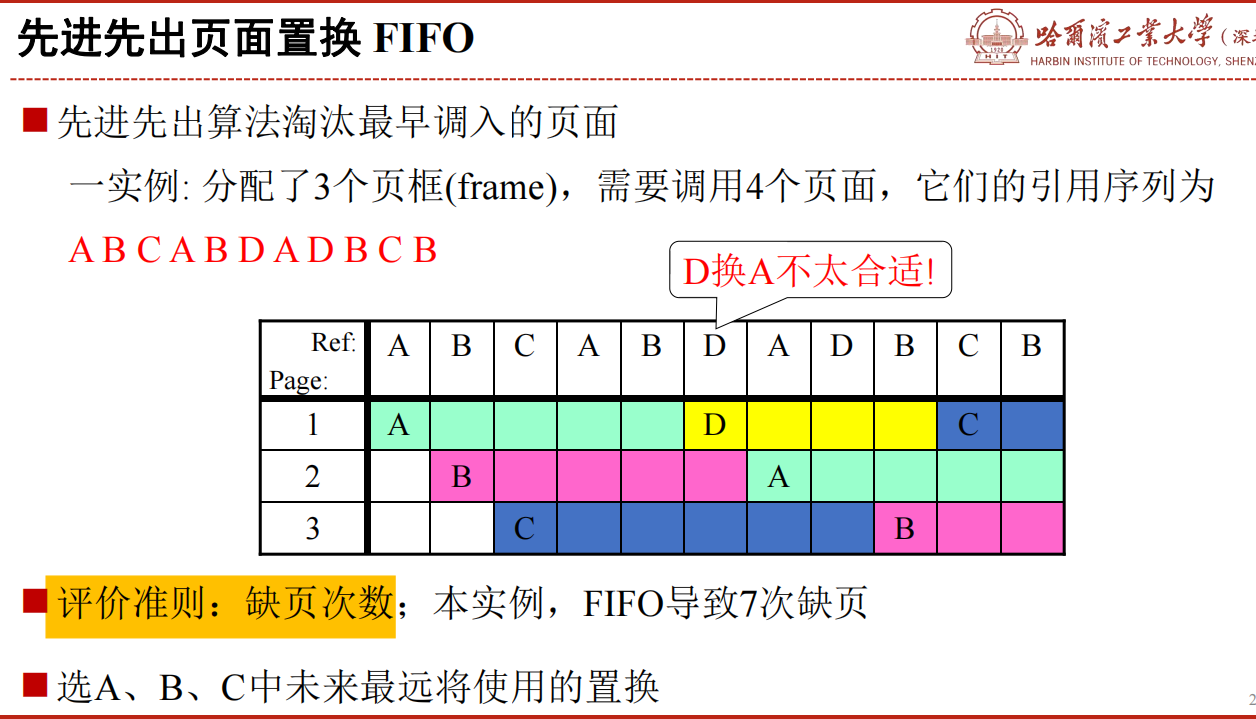 先进先出页面置换 FIFO
哈爾濱工業大學
HARBIN INSTITUTE OF TECHNOLOGY,
1920
HIT
先进先出算法淘汰最早调入的页面
一实例: 分配了3个页框(frame)，需要调用4个页面，它们的引用序列为
A B C A B D A D B C B
D换A不太合适!
Ref: A B C A B D A D B C B
Page:
1 A D C
2 B A
3 C B
评价准则：缺页次数；本实例，FIFO导致7次缺页
选A、B、C中未来最远将使用的置换
2